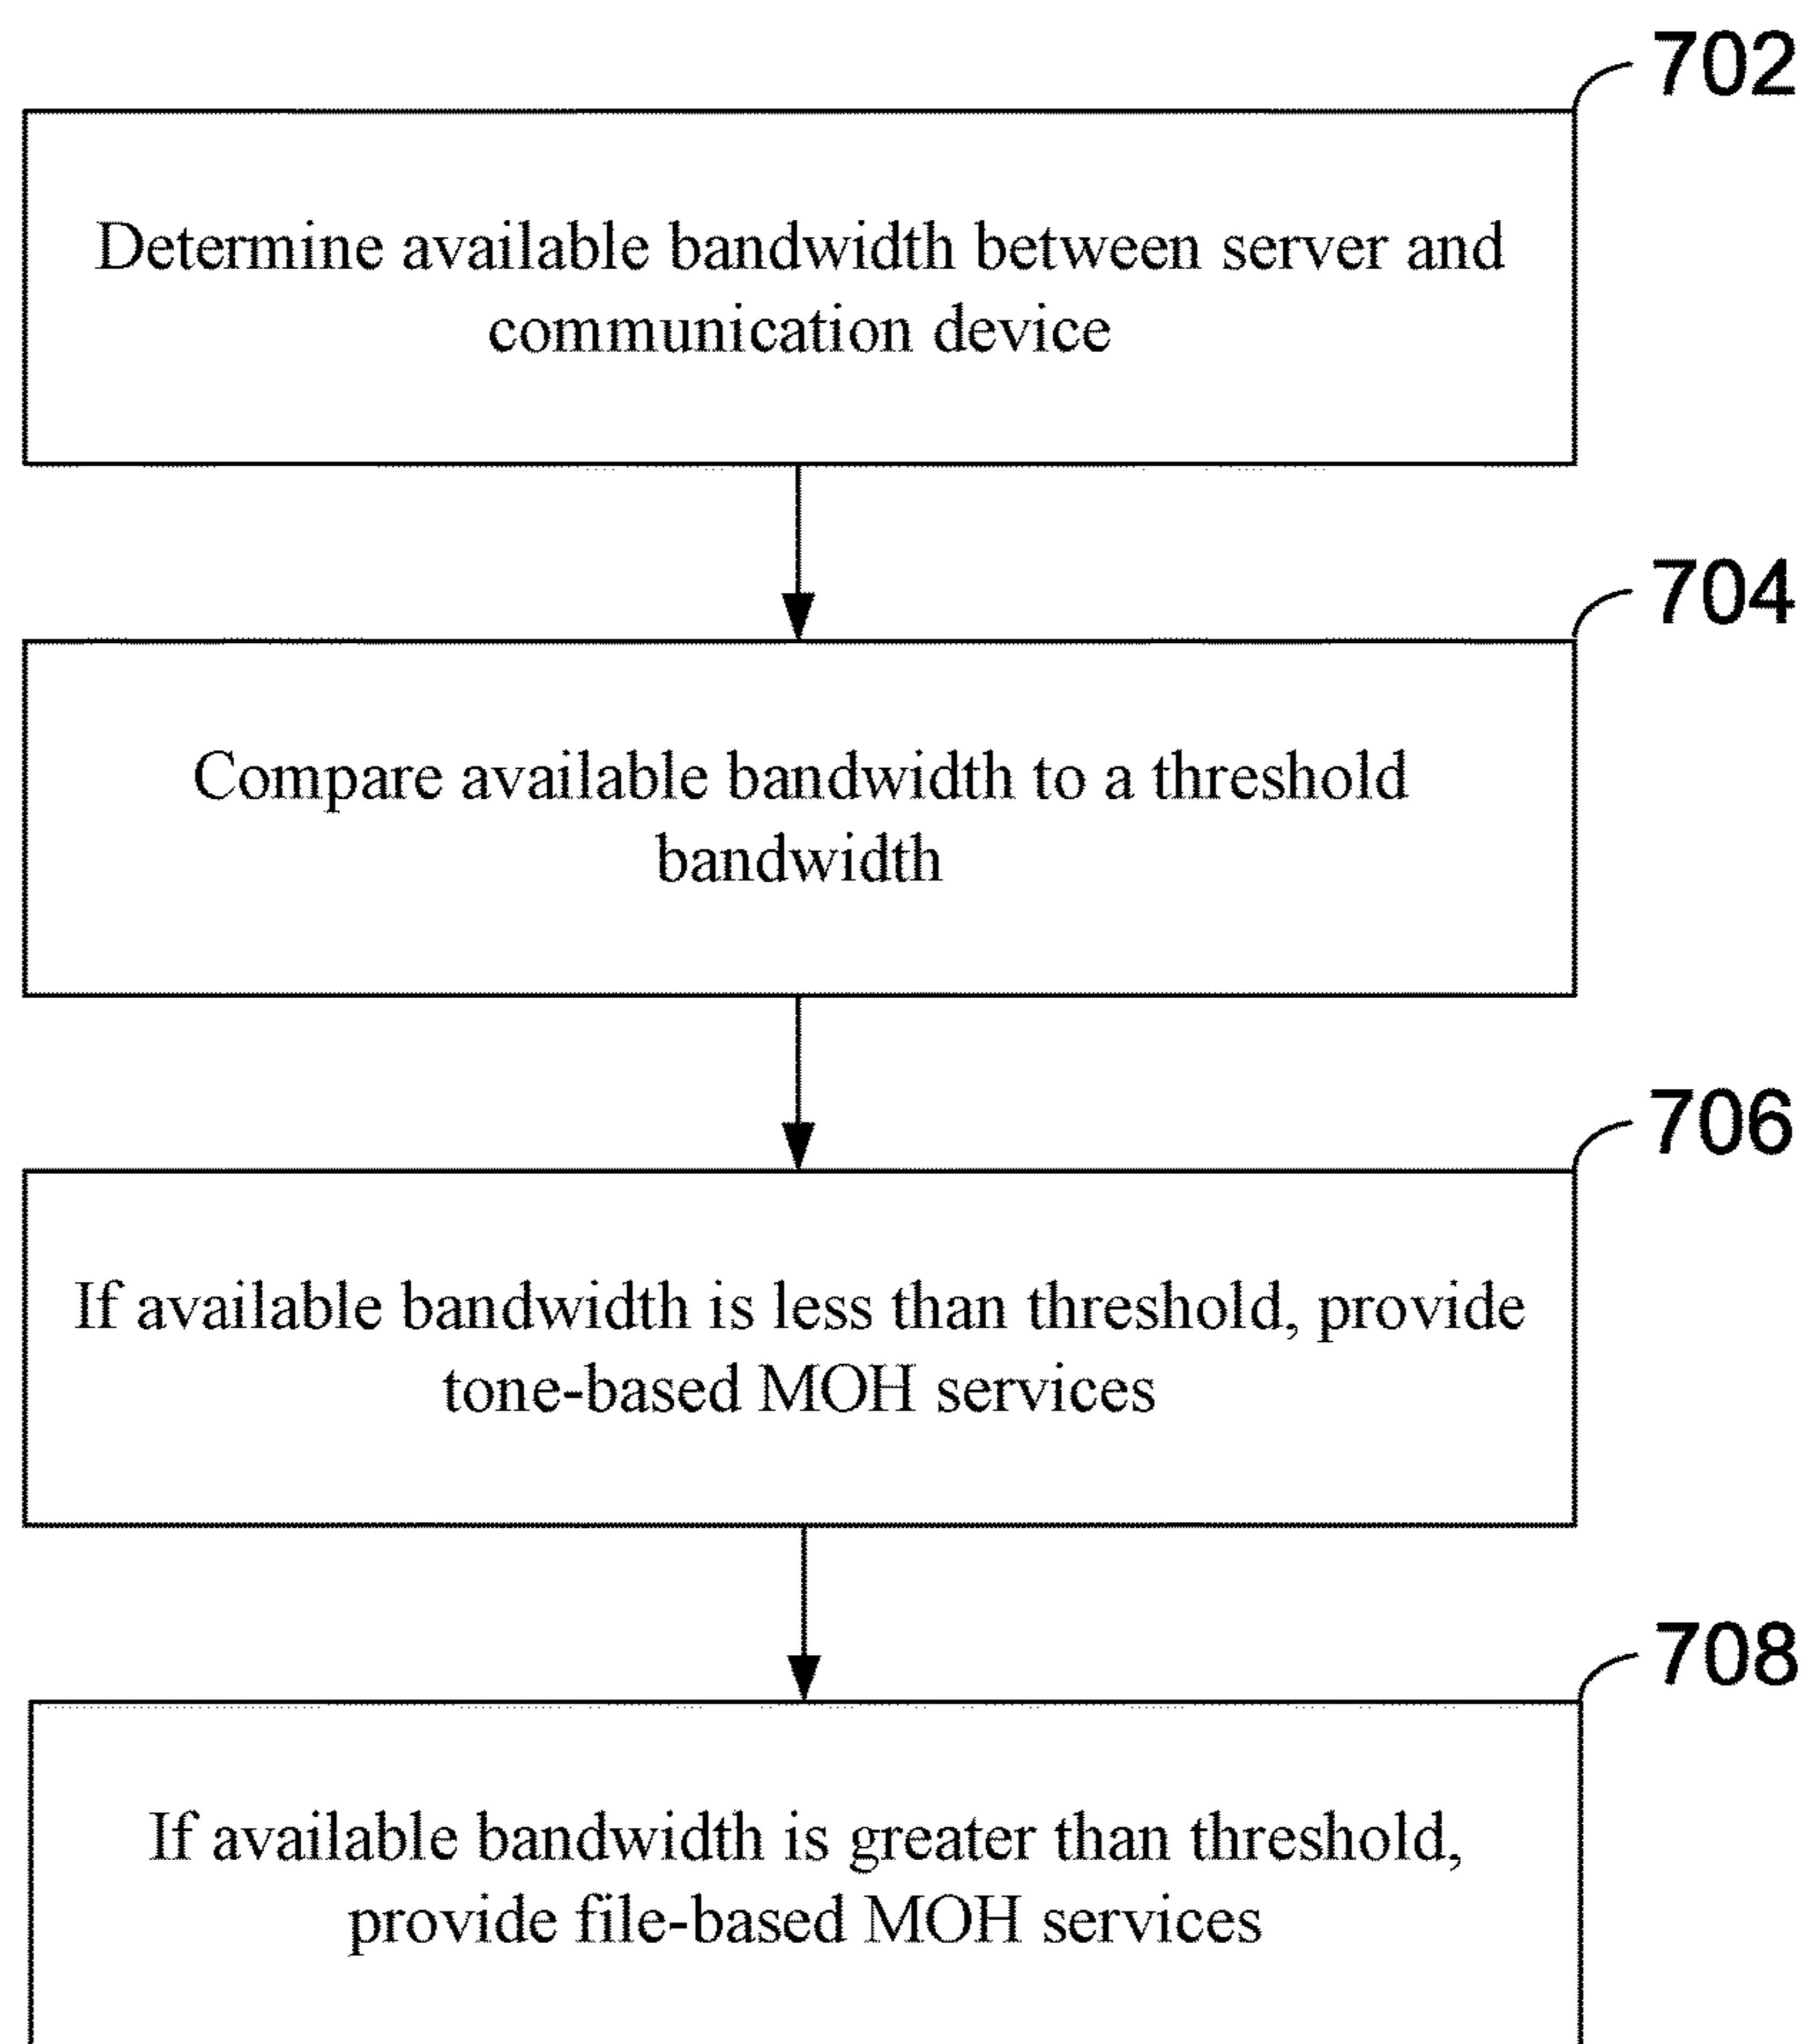 702
Determine available bandwidth between server and
communication device
704
Compare available bandwidth to a threshold
bandwidth
706
If available bandwidth is less than threshold, provide
tone-based MOH services
708
If available bandwidth is greater than threshold,
provide file-based MOH services